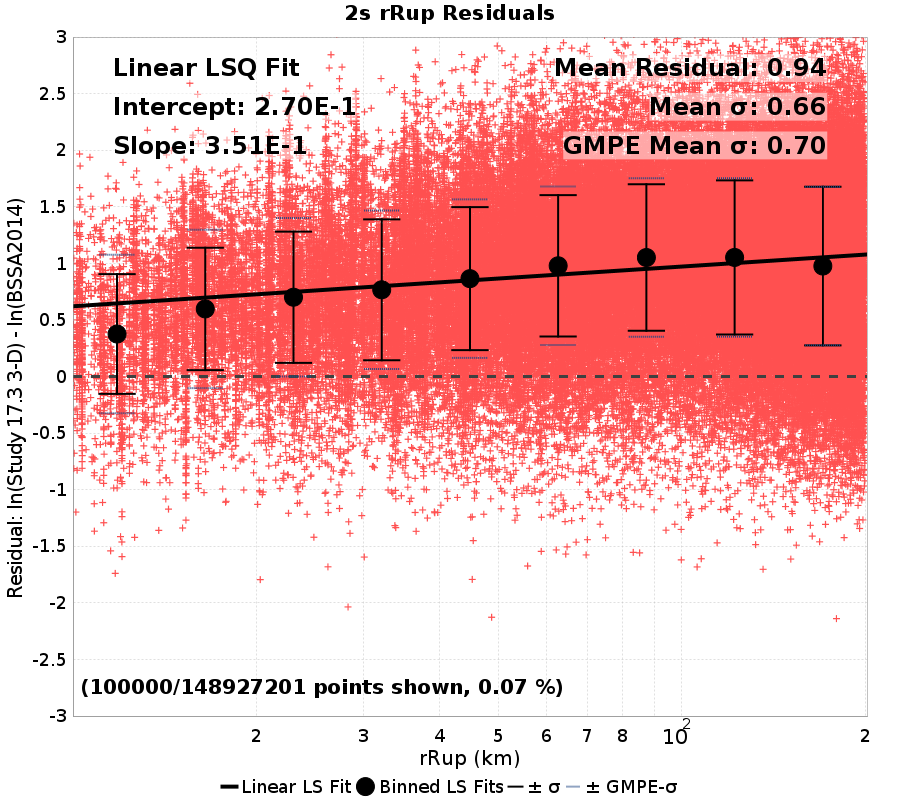 2s rRup Residuals
Linear LSQ Fit
Intercept: 2.70E-1
Slope: 3.51E-1
Mean Residual: 0.94
Mean σ: 0.66
GMPE Mean σ: 0.70
3
2.5
2
1.5
1
0.5
0
-0.5
-1
-1.5
-2
-2.5
-3
Residual: ln(Study 17.3 3-D) - ln(BSSA2014)
(100000/148927201 points shown, 0.07 %)
2 3 4 5 6 7 8 10² 2
rRup (km)
Linear LS Fit Binned LS Fits ± σ ± GMPE-σ